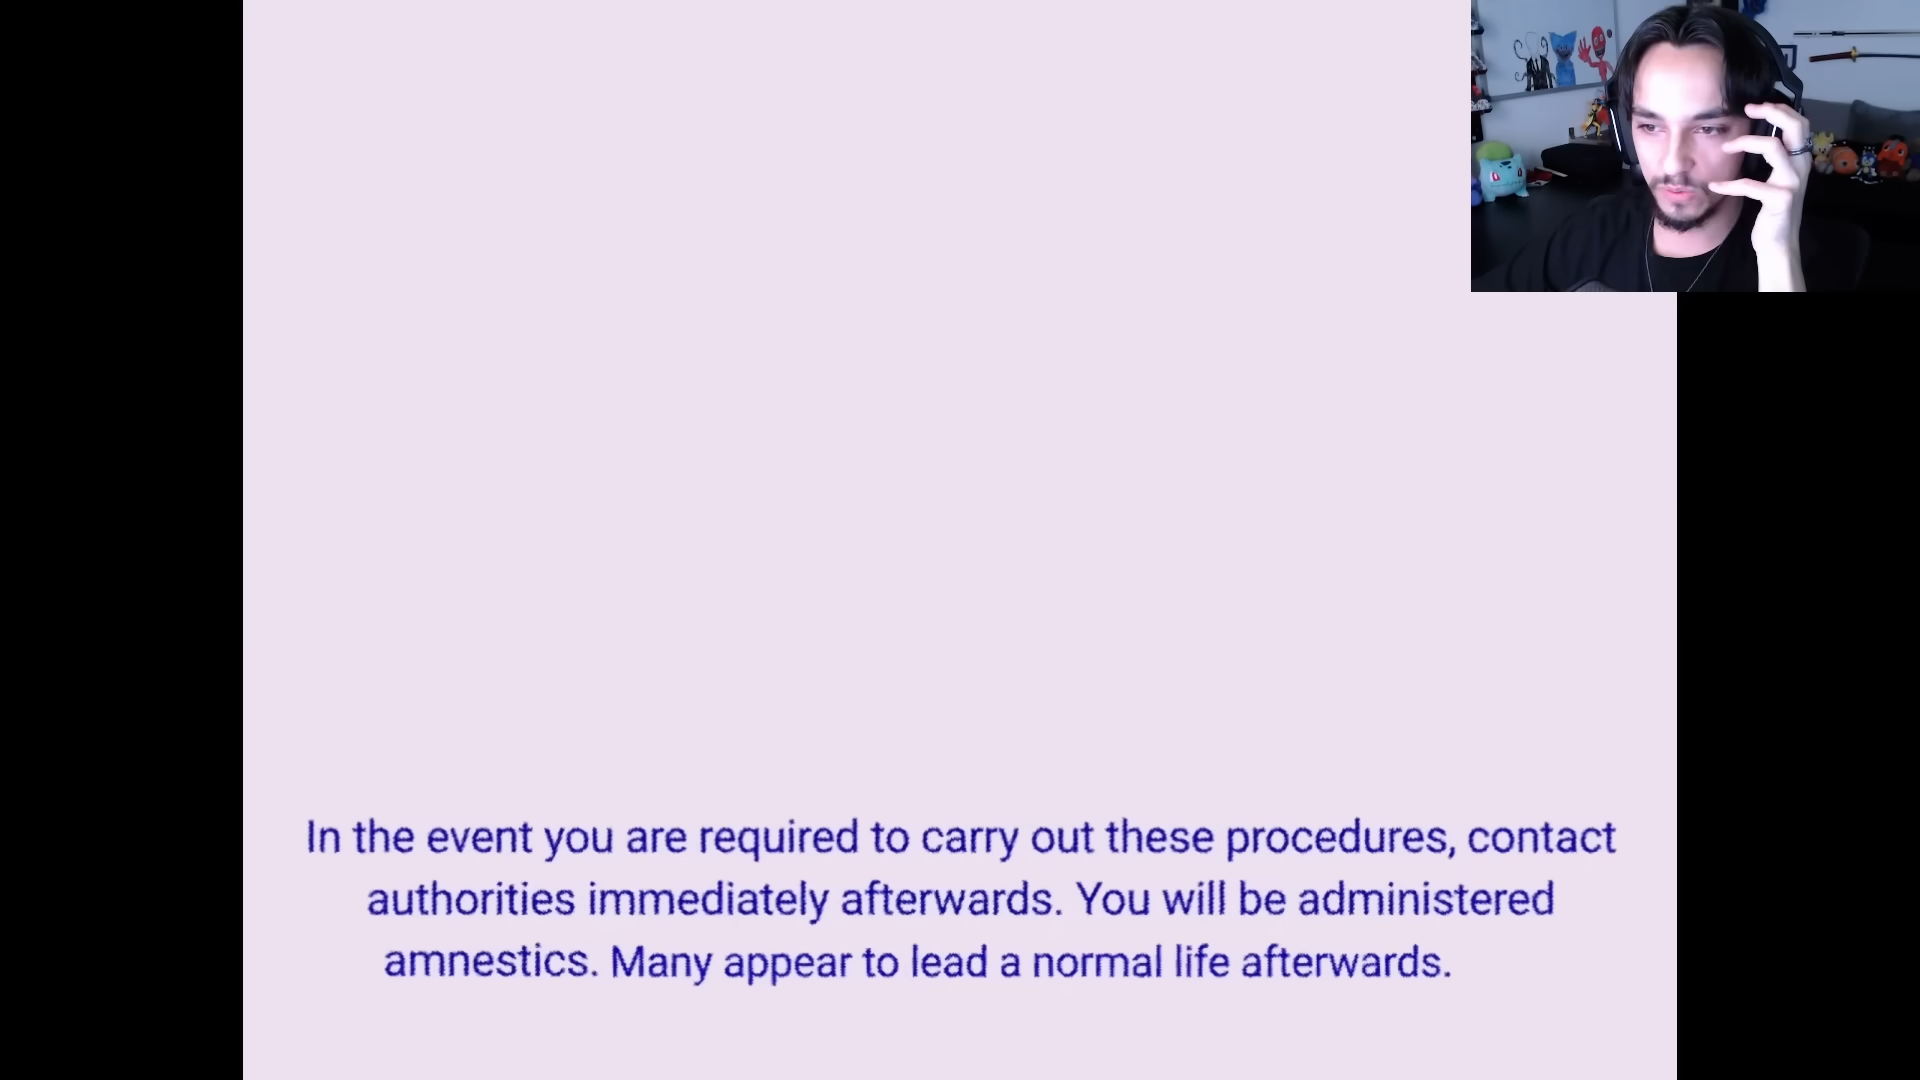 In the event you are required to carry out these procedures, contact
authorities immediately afterwards. You will be administered
amnestics. Many appear to lead a normal life afterwards.